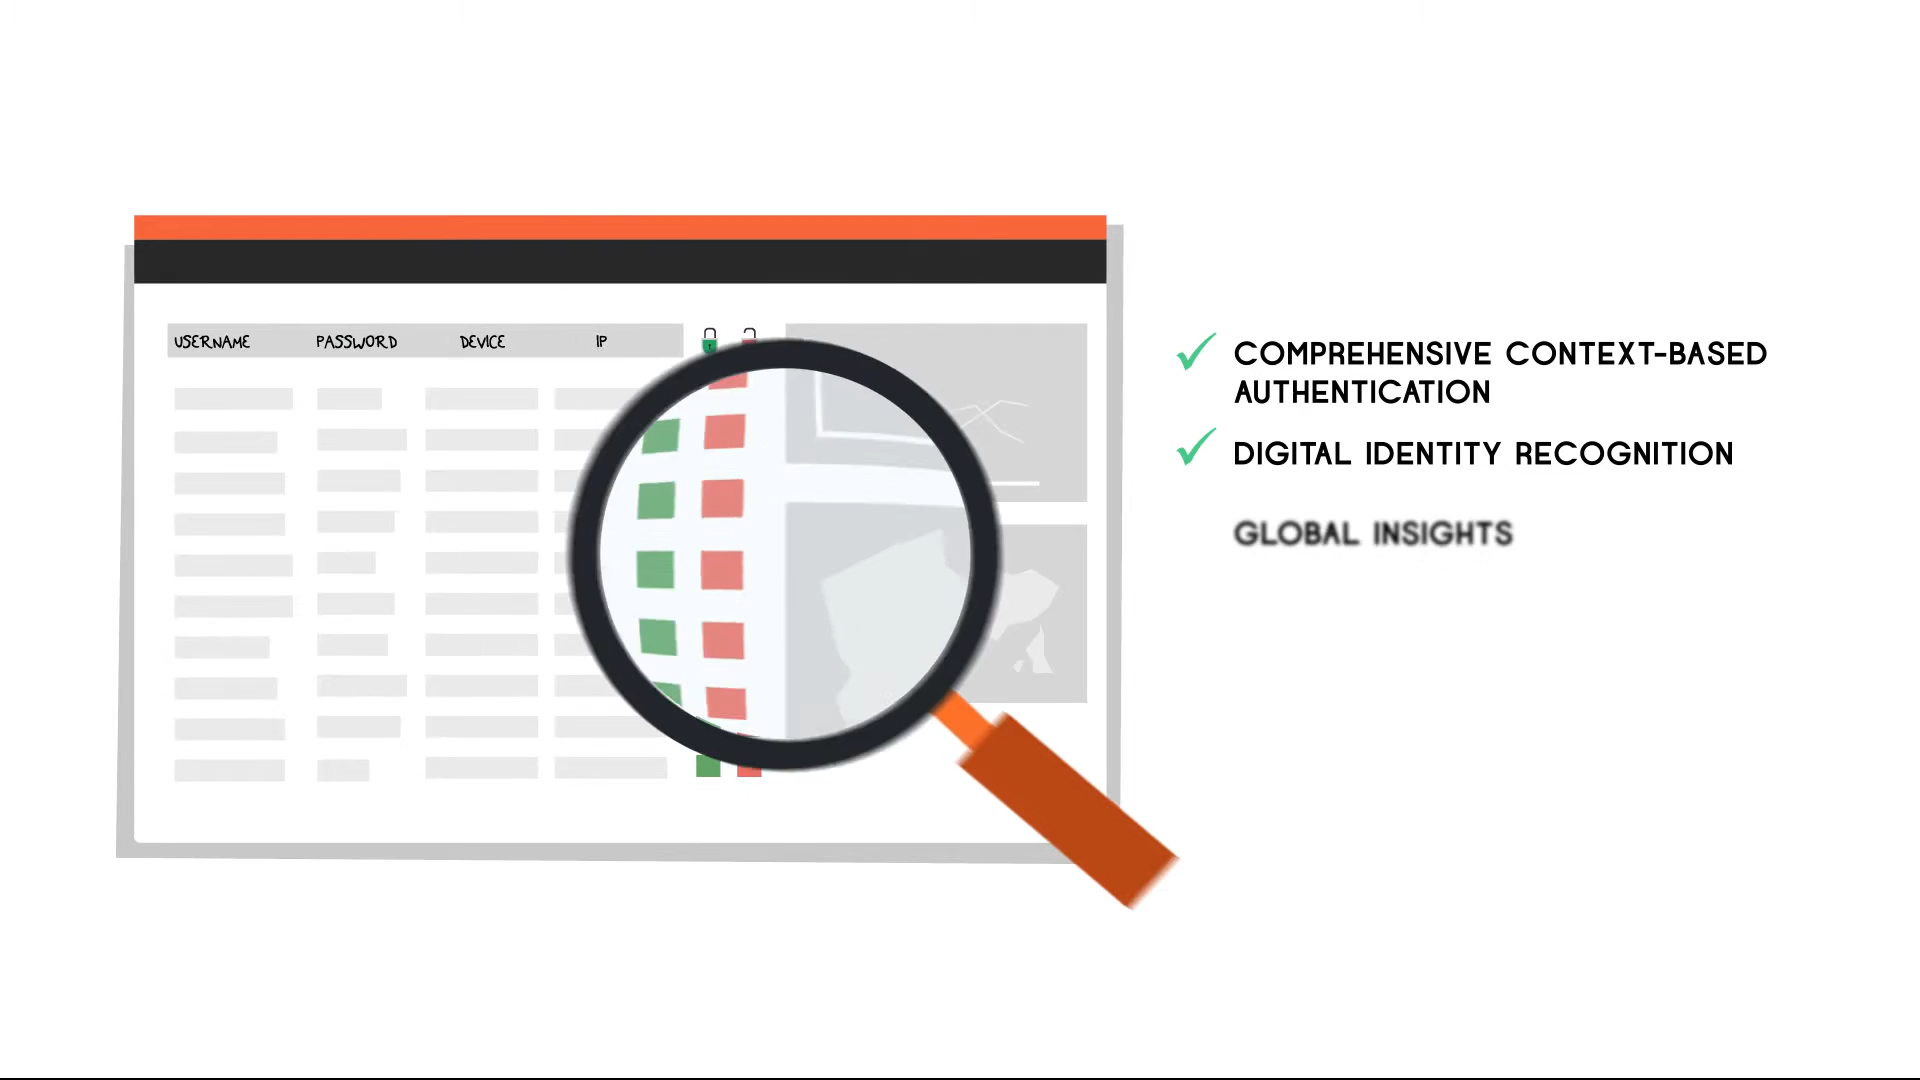 USERNAME PASSWORD DEVICE IP
COMPREHENSIVE CONTEXT-BASED
AUTHENTICATION
DIGITAL IDENTITY RECOGNITION
GLOBAL INSIGHTS